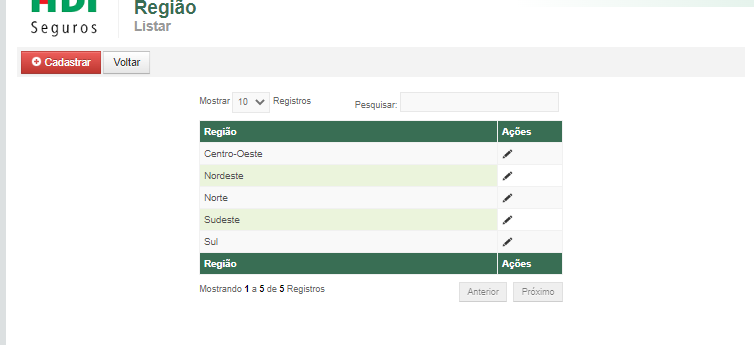 HDI
Seguros
Região
Listar
Cadastrar Voltar
Mostrar 10 Registros Pesquisar:
Região Ações
Centro-Oeste
Nordeste
Norte
Sudeste
Sul
Região Ações
Mostrando 1 a 5 de 5 Registros Anterior Próximo